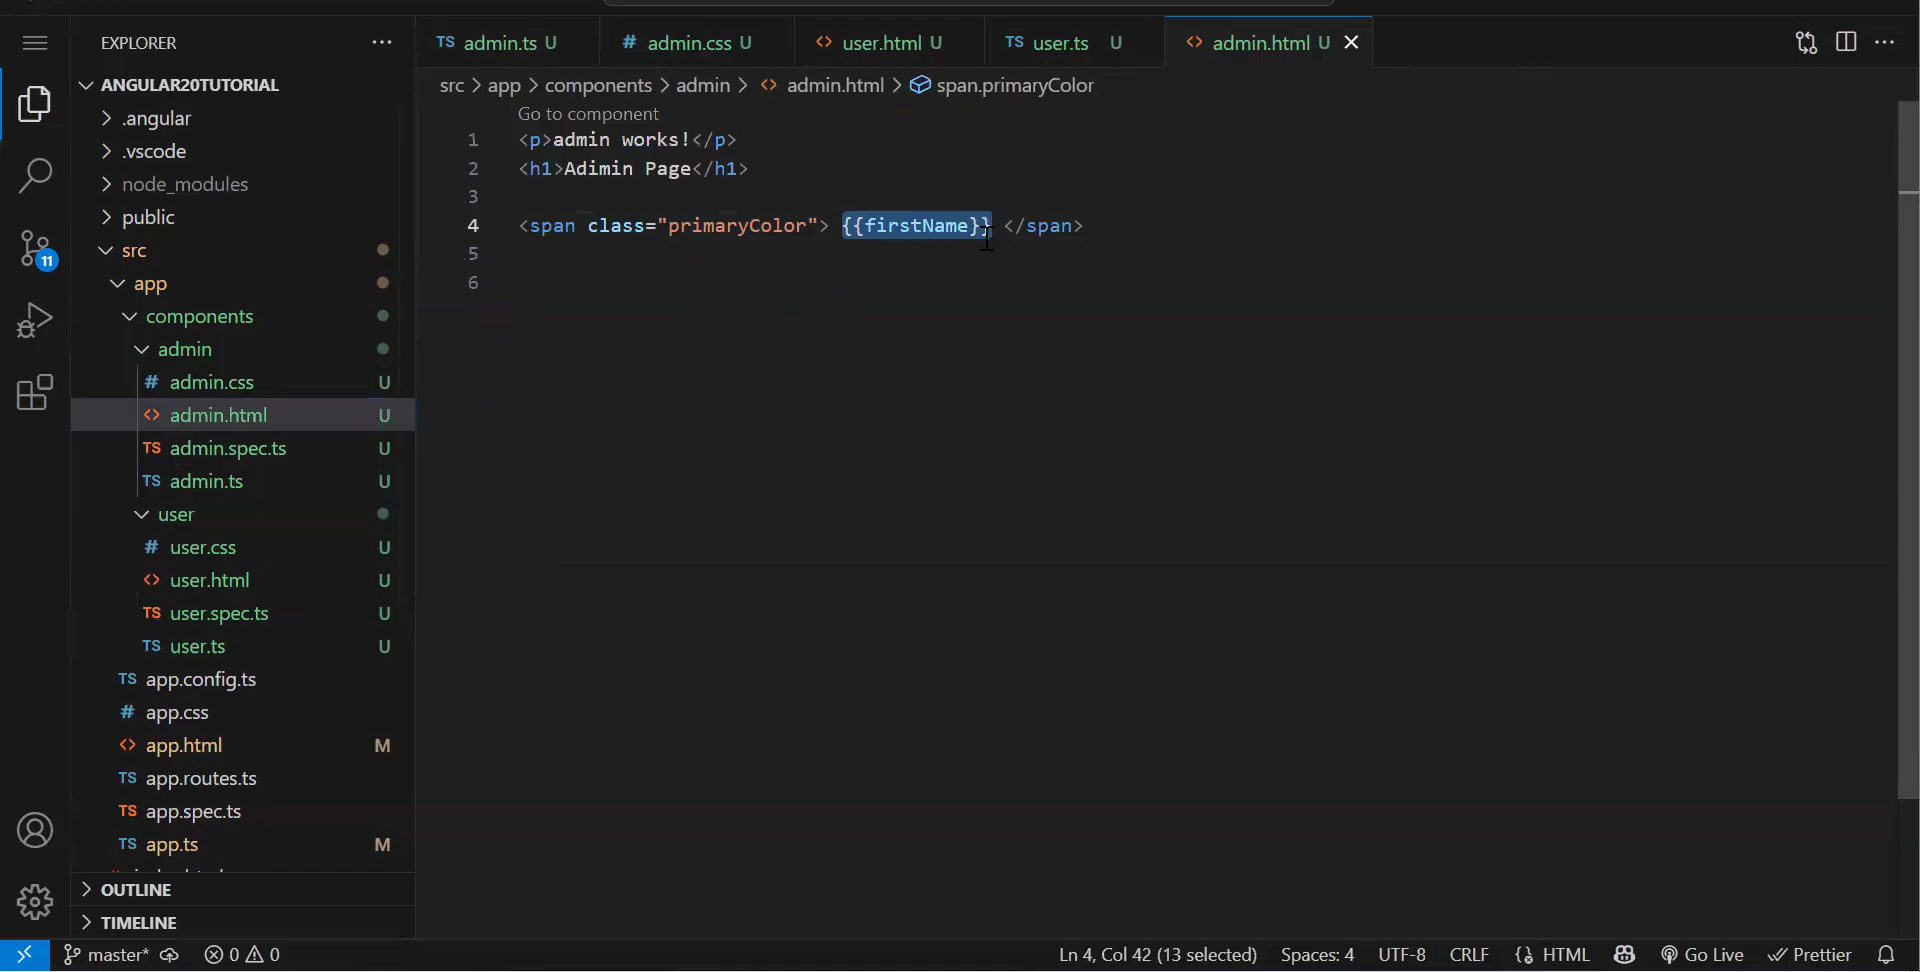 EXPLORER
ANGULAR20TUTORIAL
.angular
.vscode
node_modules
public
src
app
components
admin
admin.css U
admin.html U
admin.spec.ts U
admin.ts U
user
user.css U
user.html U
user.spec.ts U
user.ts U
app.config.ts
app.css
app.html M
app.routes.ts
app.spec.ts
app.ts M
OUTLINE
TIMELINE
11
admin.ts U admin.css U user.html U user.ts U admin.html U
src > app > components > admin > admin.html > span.primaryColor
Go to component
1 <p>admin works!</p>
2 <h1>Adimin Page</h1>
3
4 <span class="primaryColor"> {{firstName}} </span>
5
6
master* 0 0 Ln 4, Col 42 (13 selected) Spaces: 4 UTF-8 CRLF HTML Go Live Prettier